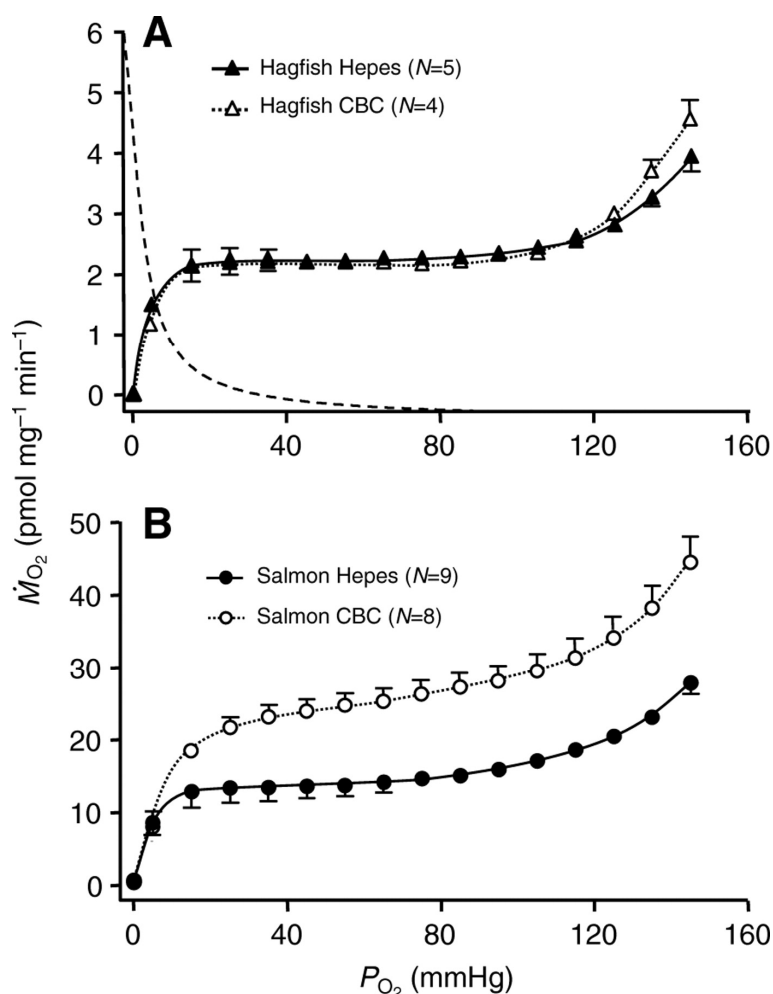 A
6
5
4
3
2
1
0
Hagfish Hepes (N=5)
Hagfish CBC (N=4)
0 40 80 120 160
ṀO₂ (pmol mg⁻¹ min⁻¹)
B
50
40
30
20
10
0
Salmon Hepes (N=9)
Salmon CBC (N=8)
0 40 80 120 160
PO₂ (mmHg)